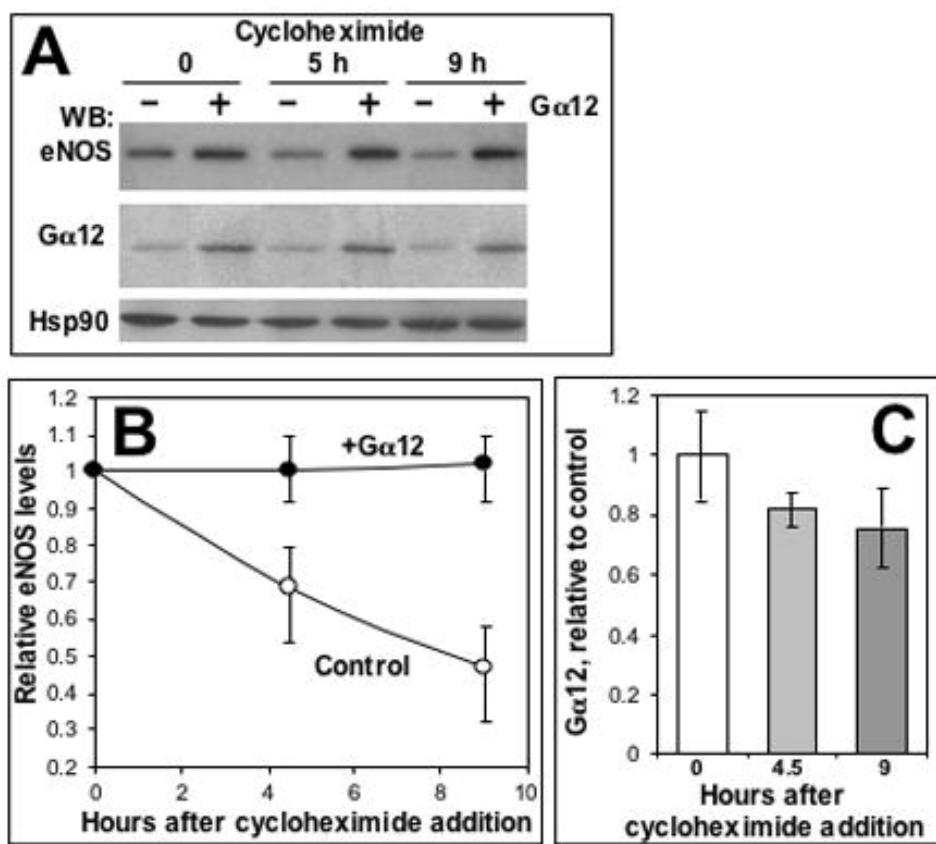 A
Cycloheximide
0 5 h 9 h
WB: − + − + − + Gα12
eNOS
Gα12
Hsp90
B
1.2
1.1
1
0.9
0.8
0.7
0.6
0.5
0.4
0.3
0.2
Relative eNOS levels
+Gα12
Control
0 2 4 6 8 10
Hours after cycloheximide addition
C
1.2
1
0.8
0.6
0.4
0.2
0
Gα12, relative to control
0 4.5 9
Hours after
cycloheximide addition